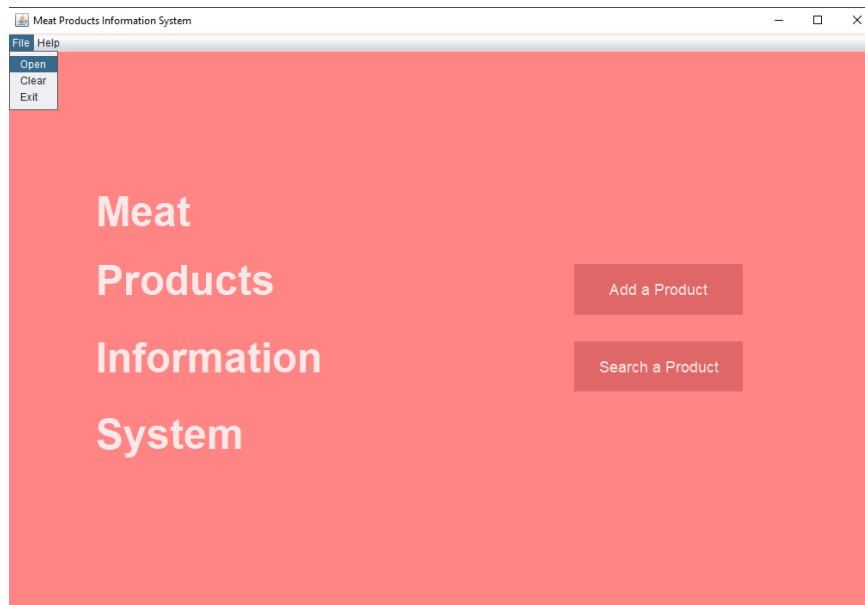 Meat Products Information System
File Help
Open
Clear
Exit
Meat
Products
Information
System
Add a Product
Search a Product